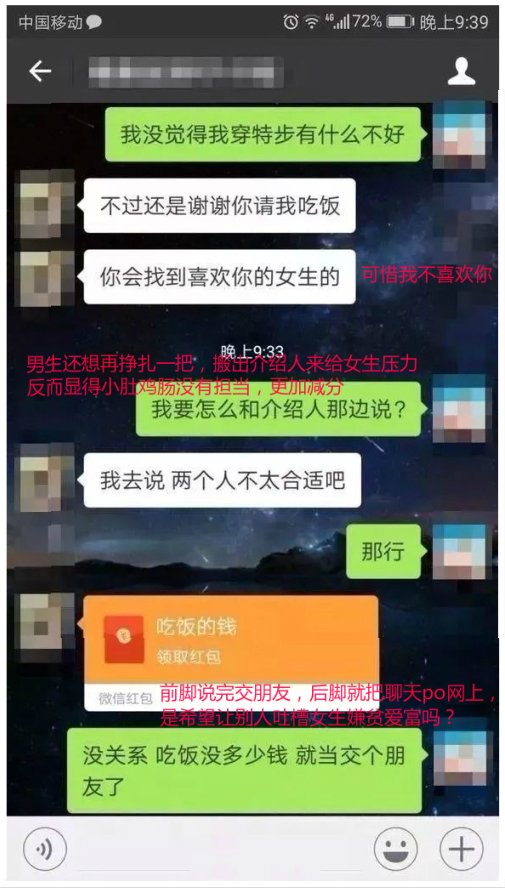 中国移动 4G 72% 晚上9:39
我没觉得我穿特步有什么不好
不过还是谢谢你请我吃饭
你会找到喜欢你的女生的
可惜我不喜欢你
晚上9:33
男生还想再挣扎一把，搬出介绍人来给女生压力
反而显得小肚鸡肠没有担当，更加减分
我要怎么和介绍人那边说？
我去说 两个人不太合适吧
那行
吃饭的钱
领取红包
微信红包
前脚说完交朋友，后脚就把聊天po网上，
是希望让别人吐槽女生嫌贫爱富吗？
没关系 吃饭没多少钱 就当交个朋
友了